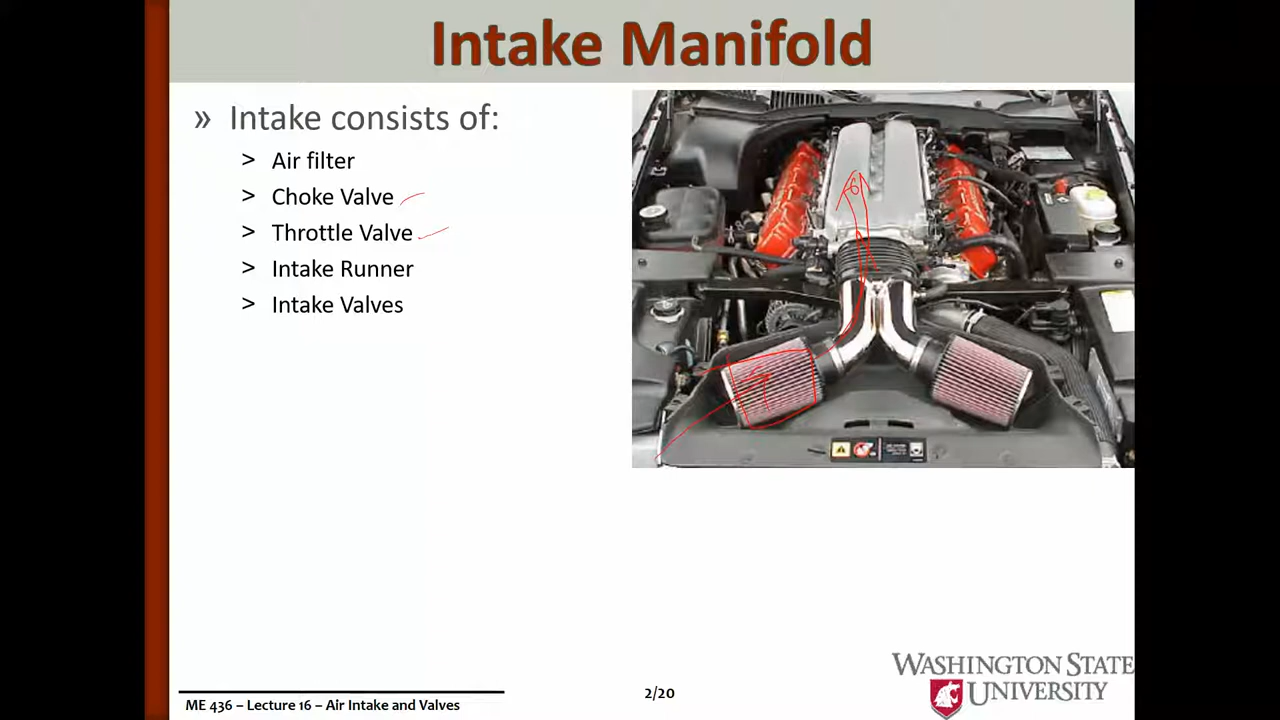 Intake Manifold
» Intake consists of:
> Air filter
> Choke Valve
> Throttle Valve
> Intake Runner
> Intake Valves
WASHINGTON STATE
UNIVERSITY
2/20
ME 436 – Lecture 16 – Air Intake and Valves